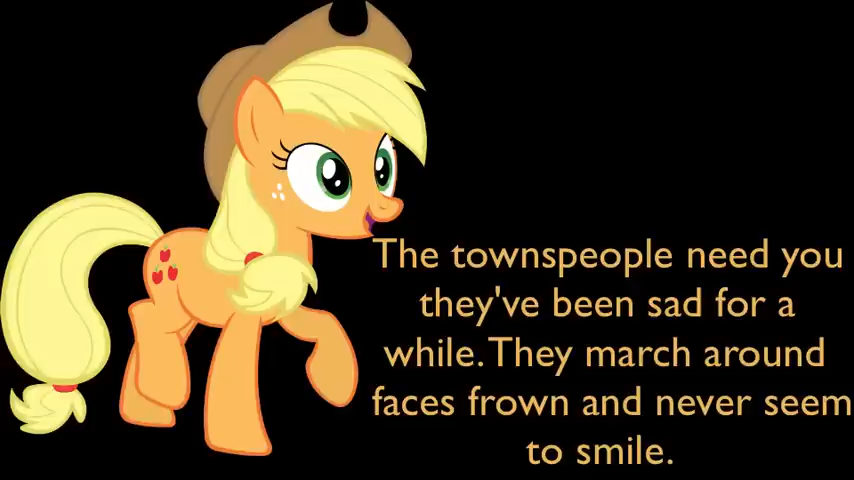 The townspeople need you
they've been sad for a
while. They march around
faces frown and never seem
to smile.